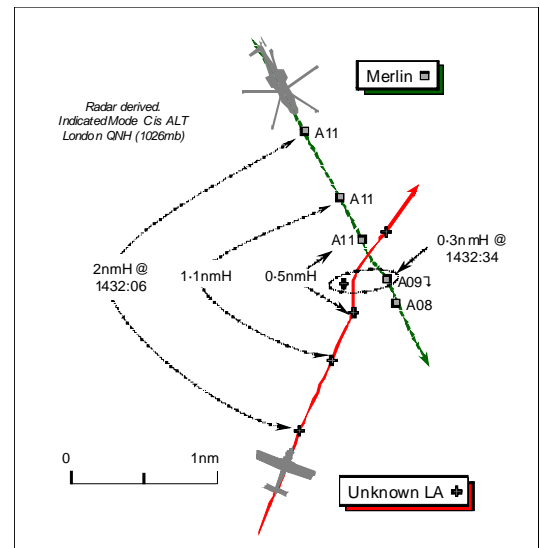 Merlin
Radar derived.
Indicated Mode C is ALT
London QNH (1026mb)
A11
A11
A11
0·3nmH @
1432:34
2nmH @
1432:06
1·1nmH
0·5nmH
A09↴
A08
0
1nm
Unknown LA